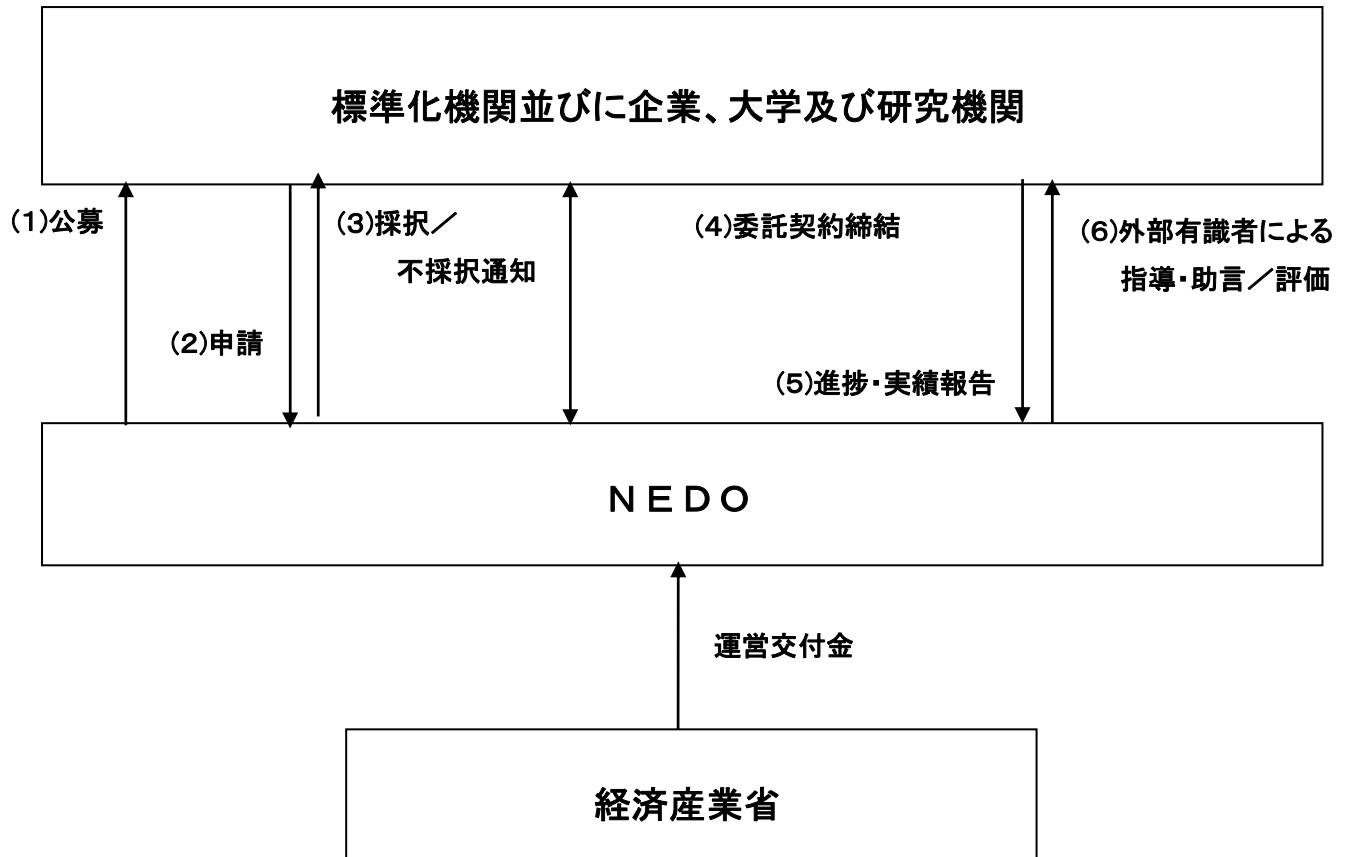 標準化機関並びに企業、大学及び研究機関
(1)公募
(2)申請
(3)採択／
不採択通知
(4)委託契約締結
(5)進捗・実績報告
(6)外部有識者による
指導・助言／評価
ＮＥＤＯ
運営交付金
経済産業省